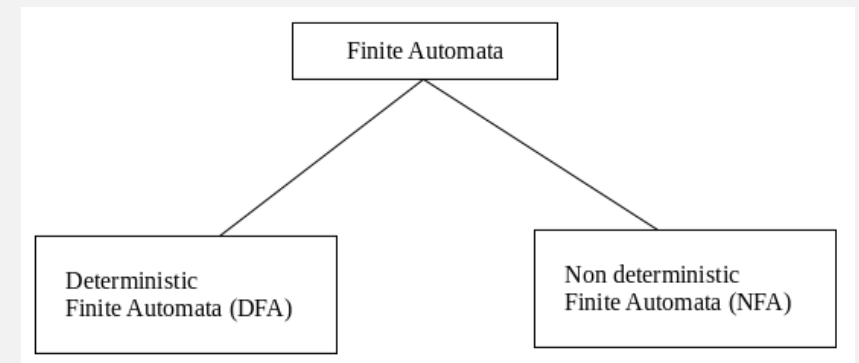 Finite Automata
Deterministic
Finite Automata (DFA)
Non deterministic
Finite Automata (NFA)